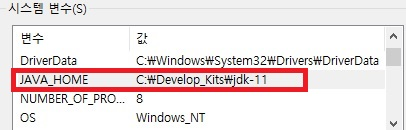 시스템 변수(S)
변수 값
DriverData C:₩Windows₩System32₩Drivers₩DriverData
JAVA_HOME C:₩Develop_Kits₩jdk-11
NUMBER_OF_PRO... 8
OS Windows_NT